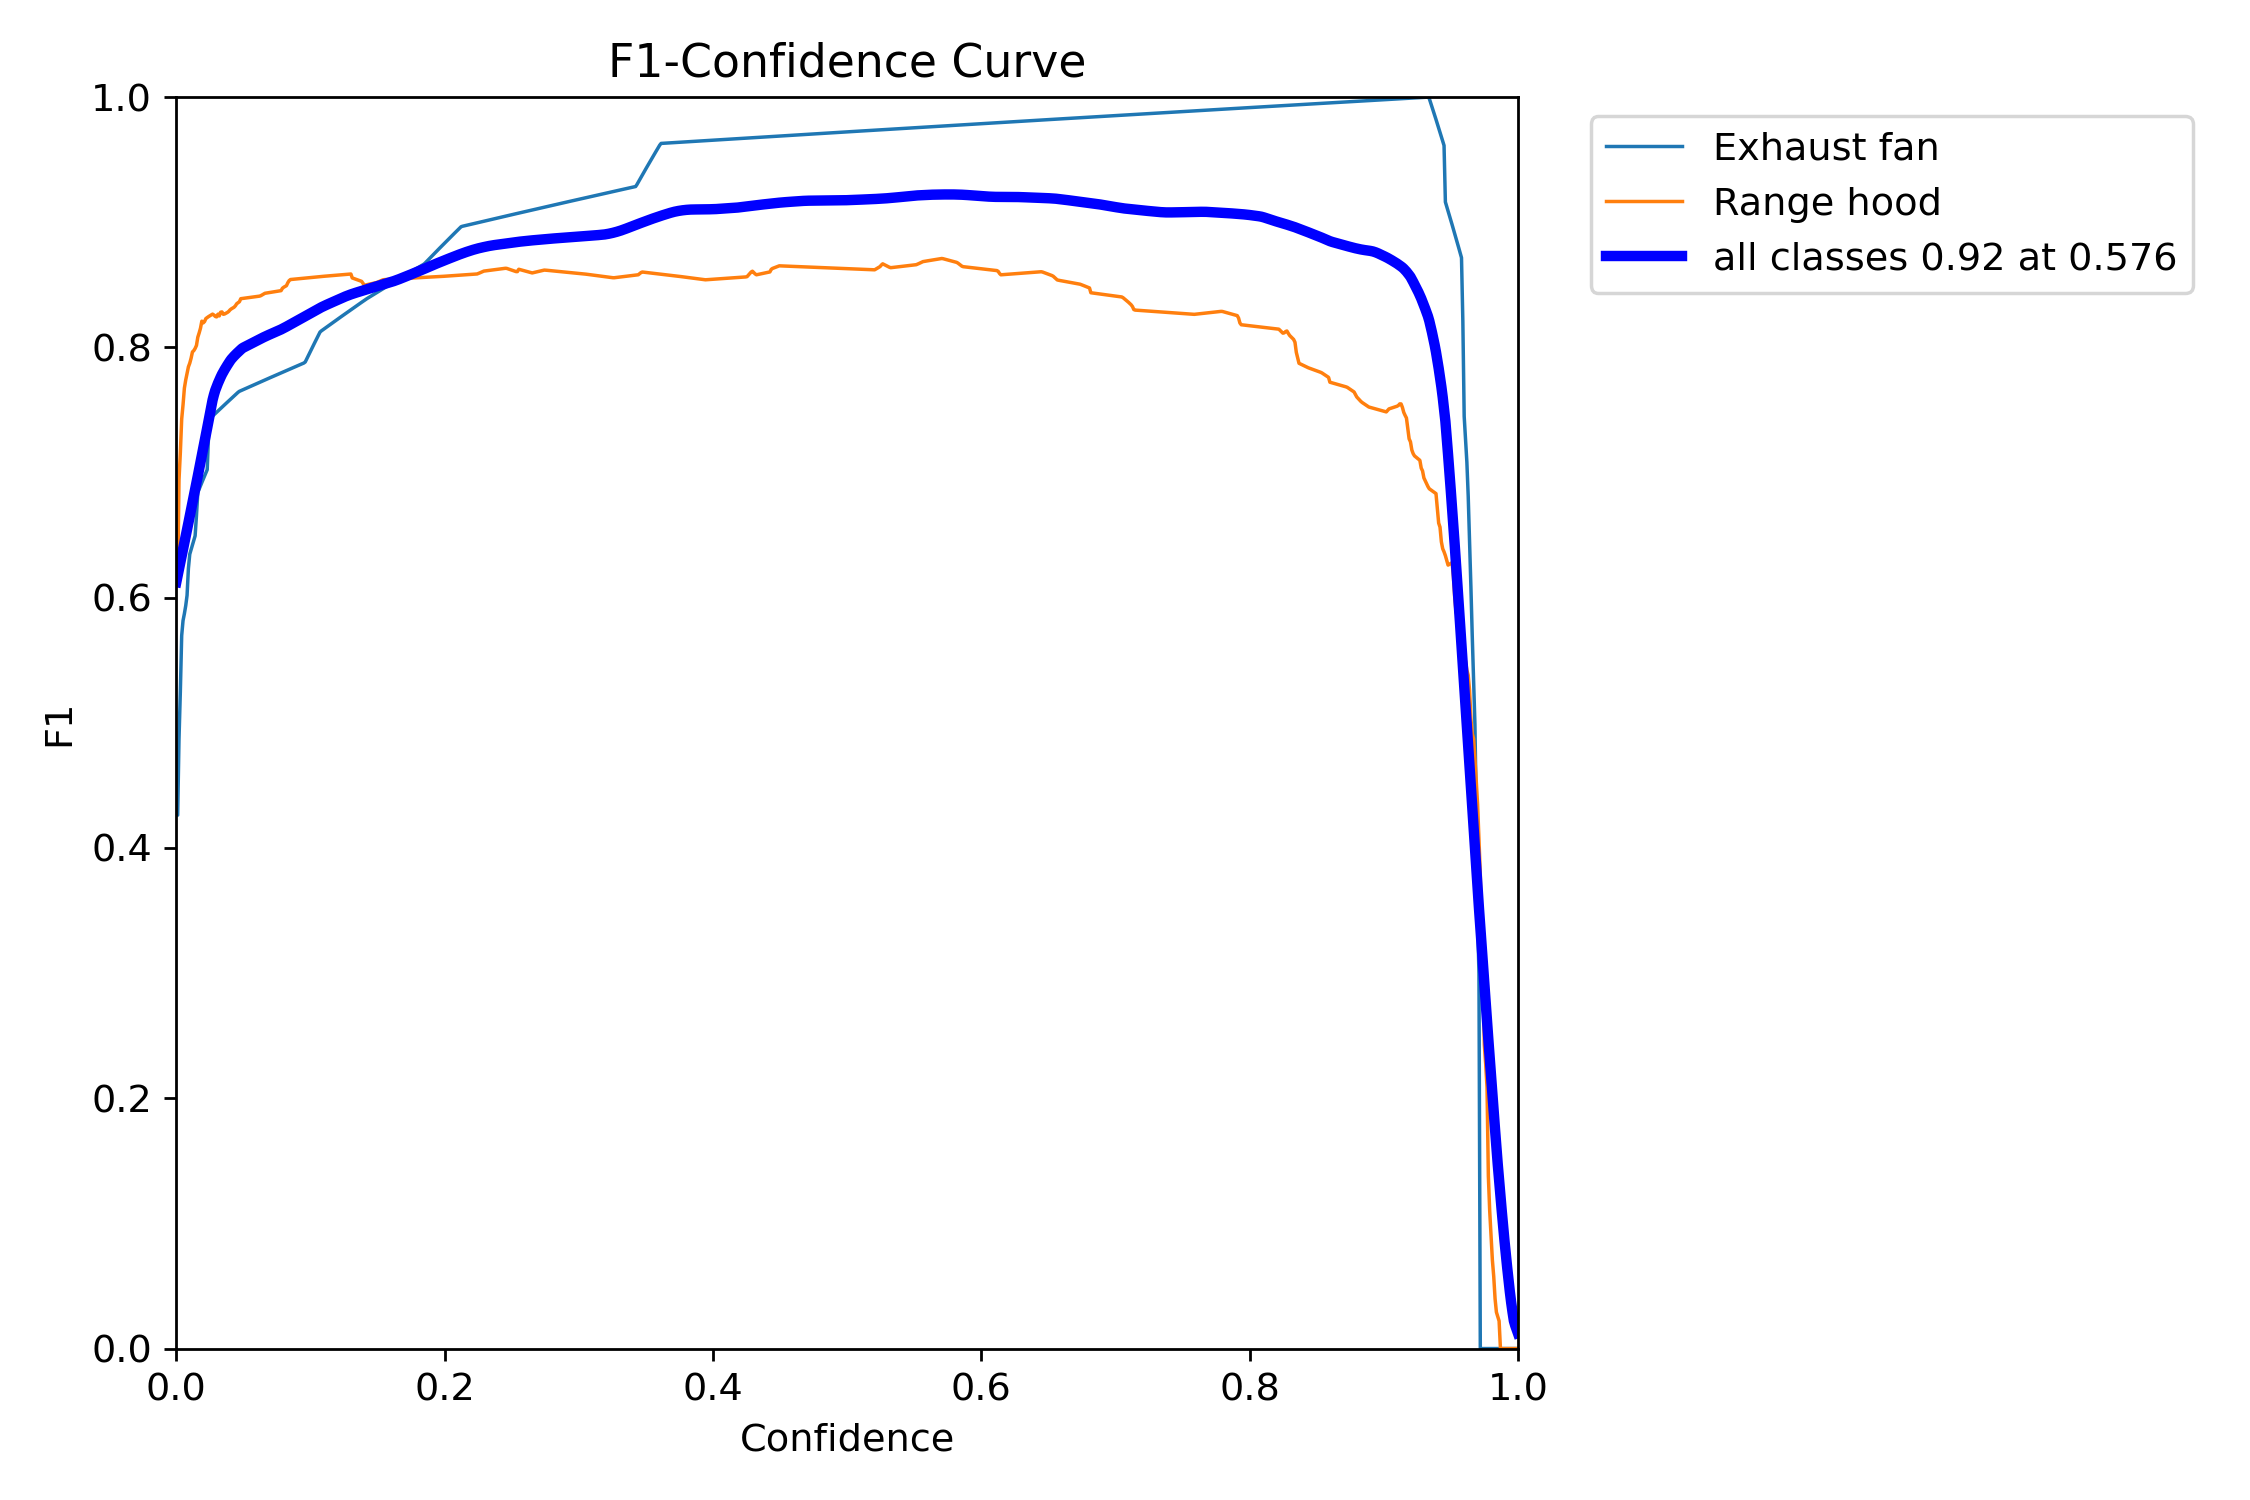 F1-Confidence Curve
1.0
0.8
0.6
0.4
0.2
0.0
F1
0.0 0.2 0.4 0.6 0.8 1.0
Confidence
Exhaust fan
Range hood
all classes 0.92 at 0.576